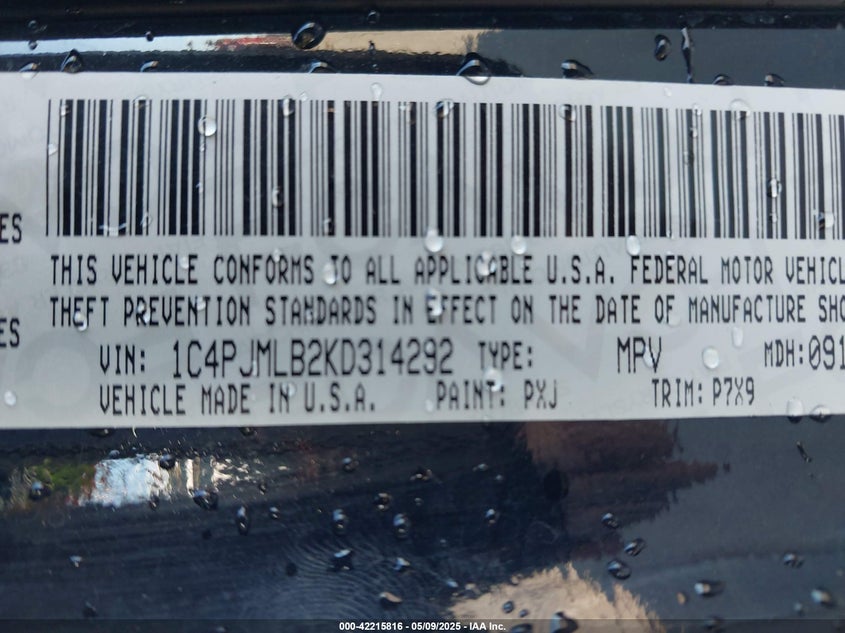 ES
THIS VEHICLE CONFORMS TO ALL APPLICABLE U.S.A. FEDERAL MOTOR VEHICL
THEFT PREVENTION STANDARDS IN EFFECT ON THE DATE OF MANUFACTURE SHO
ES
VIN: 1C4PJMLB2KD314292 TYPE: MPV MDH:091
VEHICLE MADE IN U.S.A. PAINT: PXJ TRIM: P7X9
000-42215816 - 05/09/2025 - IAA Inc.